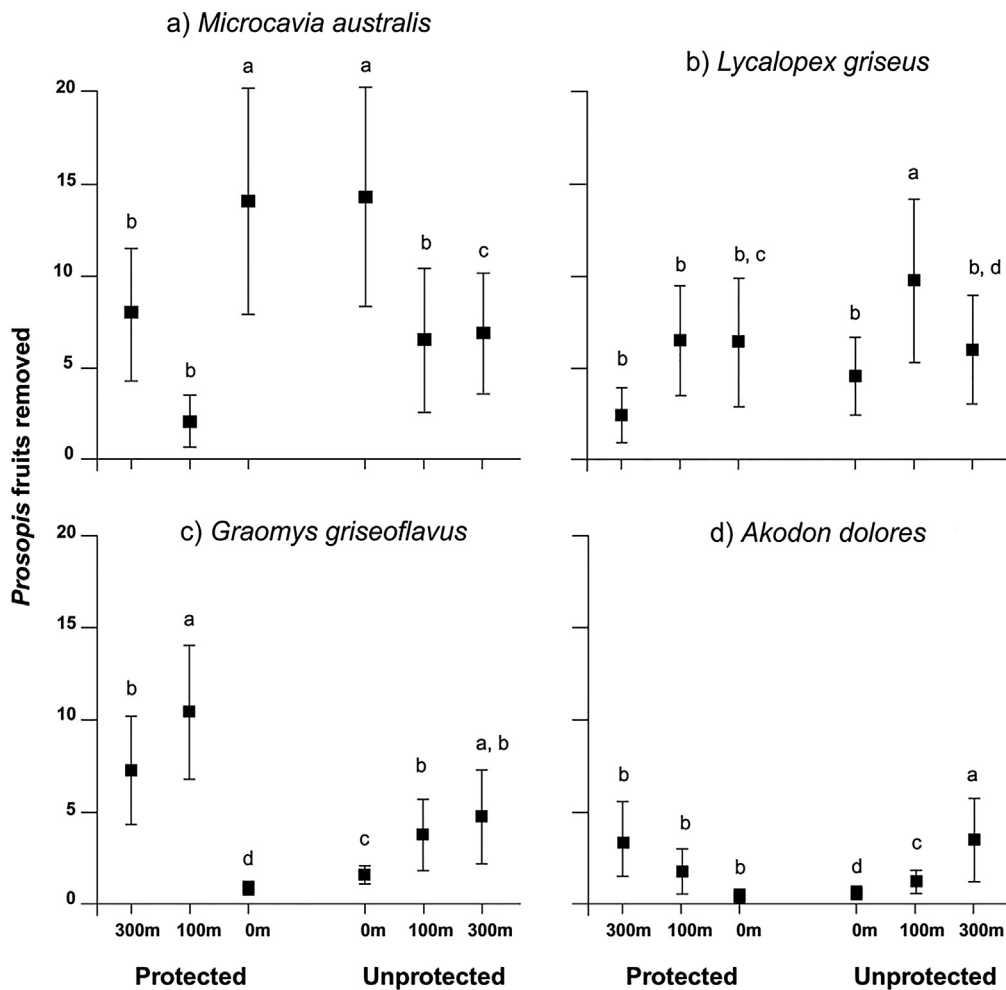 a) Microcavia australis
b) Lycalopex griseus
Prosopis fruits removed
20
15
10
5
0
b
b
a
a
b
c
b
b
b, c
b
a
b, d
c) Graomys griseoflavus
d) Akodon dolores
20
15
10
5
0
b
a
d
c
b
a, b
b
b
b
d
c
a
300m 100m 0m 0m 100m 300m
300m 100m 0m 0m 100m 300m
Protected Unprotected
Protected Unprotected